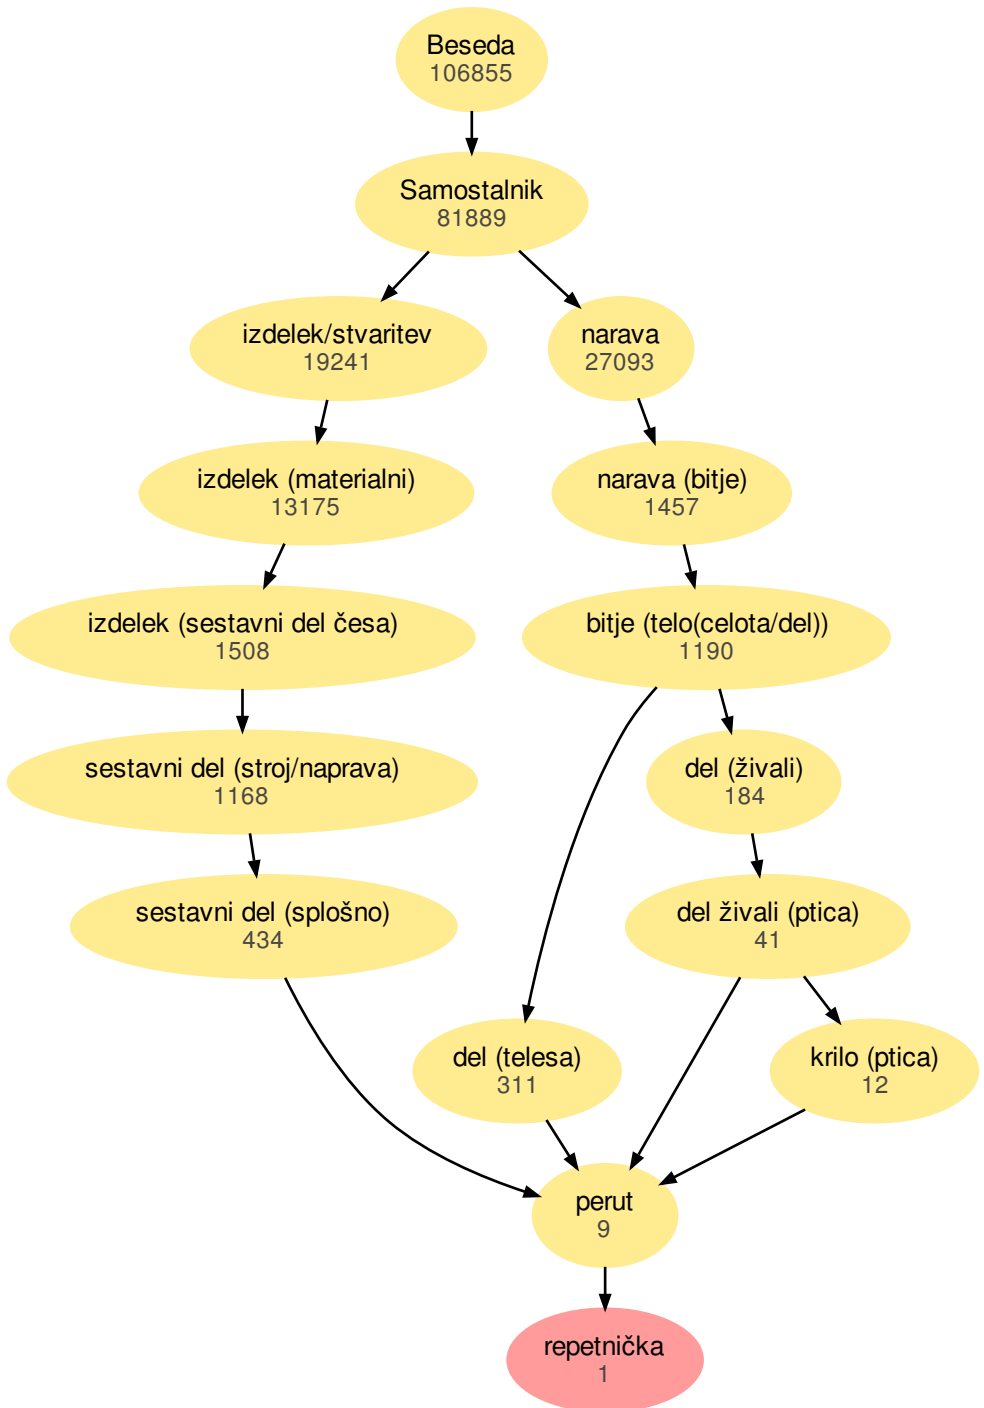 Beseda
106855
Samostalnik
81889
izdelek/stvaritev
19241
narava
27093
izdelek (materialni)
13175
narava (bitje)
1457
izdelek (sestavni del česa)
1508
bitje (telo(celota/del))
1190
sestavni del (stroj/naprava)
1168
del (živali)
184
sestavni del (splošno)
434
del živali (ptica)
41
del (telesa)
311
krilo (ptica)
12
perut
9
repetnička
1